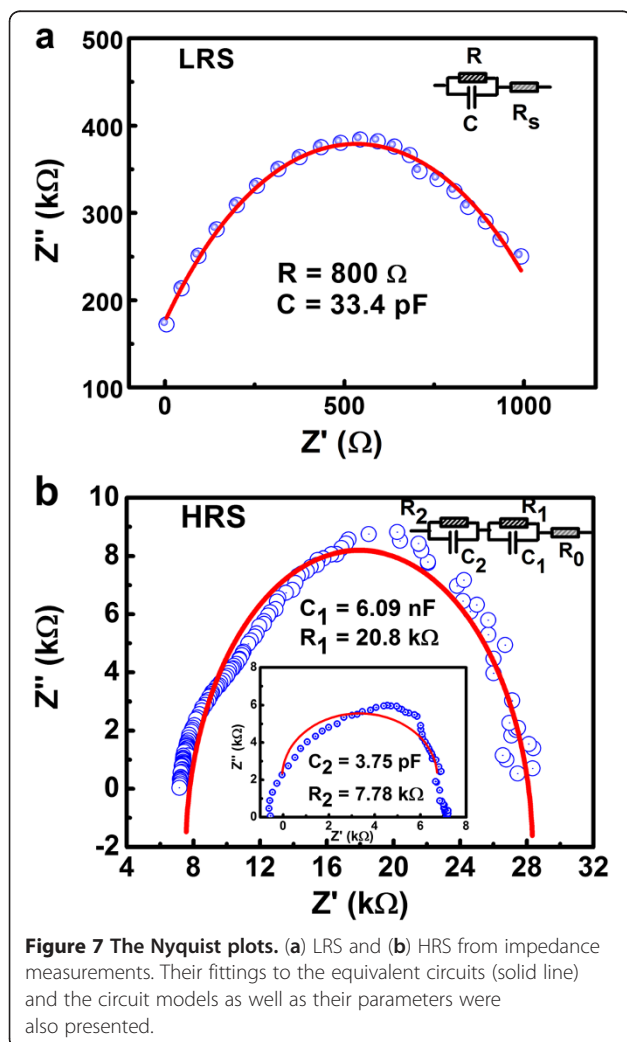 a
500
400
300
200
100
Z'' (kΩ)
LRS
R
C
Rs
R = 800 Ω
C = 33.4 pF
0
500
1000
Z' (Ω)
b
10
8
6
4
2
0
-2
Z'' (kΩ)
HRS
R2
C2
R1
C1
R0
C1 = 6.09 nF
R1 = 20.8 kΩ
6
4
2
0
Z'' (kΩ)
C2 = 3.75 pF
R2 = 7.78 kΩ
0 2 4 6 8
Z' (kΩ)
4 8 12 16 20 24 28 32
Z' (kΩ)
Figure 7 The Nyquist plots. (a) LRS and (b) HRS from impedance
measurements. Their fittings to the equivalent circuits (solid line)
and the circuit models as well as their parameters were
also presented.